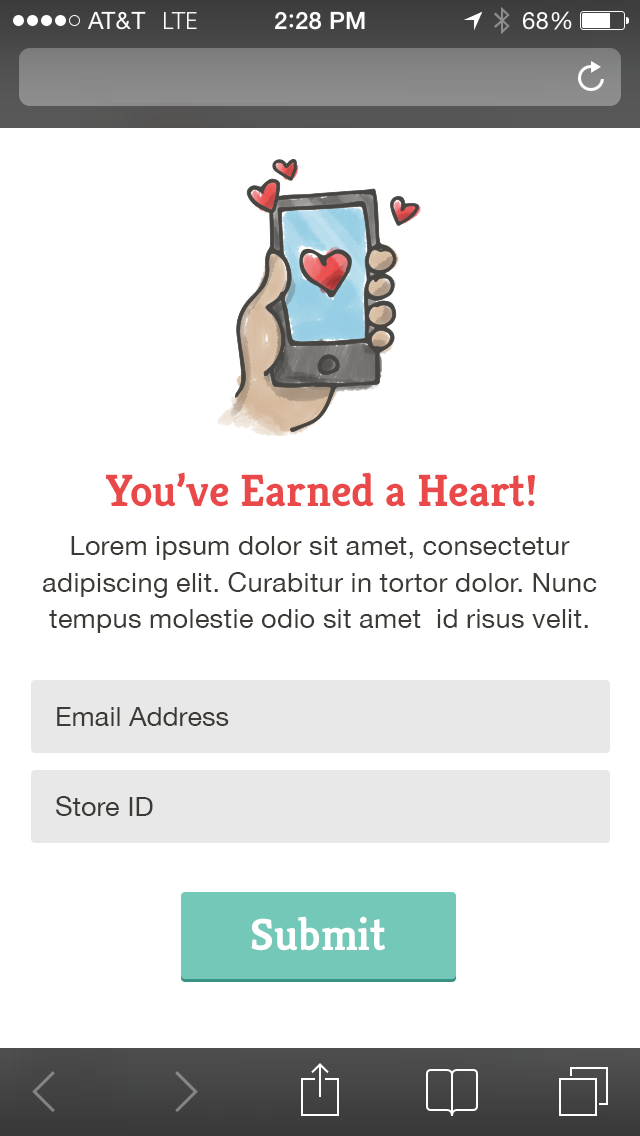 AT&T LTE 2:28 PM 68%
You've Earned a Heart!
Lorem ipsum dolor sit amet, consectetur
adipiscing elit. Curabitur in tortor dolor. Nunc
tempus molestie odio sit amet  id risus velit.
Email Address
Store ID
Submit